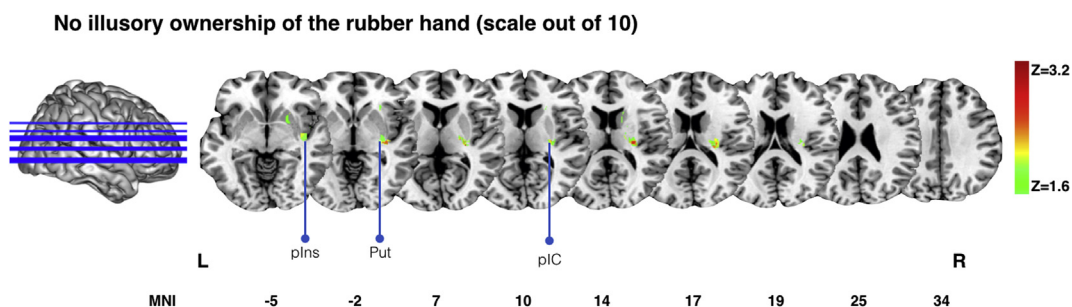 No illusory ownership of the rubber hand (scale out of 10)
Z=3.2
Z=1.6
pIns
Put
pIC
L
R
MNI -5 -2 7 10 14 17 19 25 34